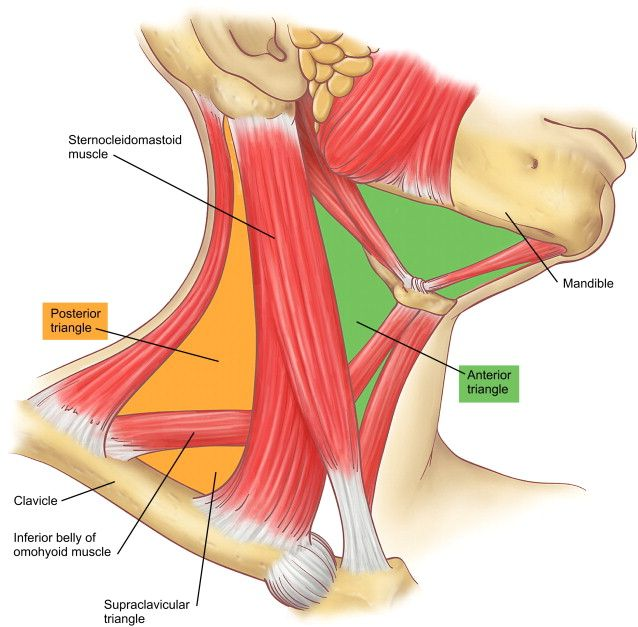 Sternocleidomastoid
muscle
Mandible
Posterior
triangle
Anterior
triangle
Clavicle
Inferior belly of
omohyoid muscle
Supraclavicular
triangle